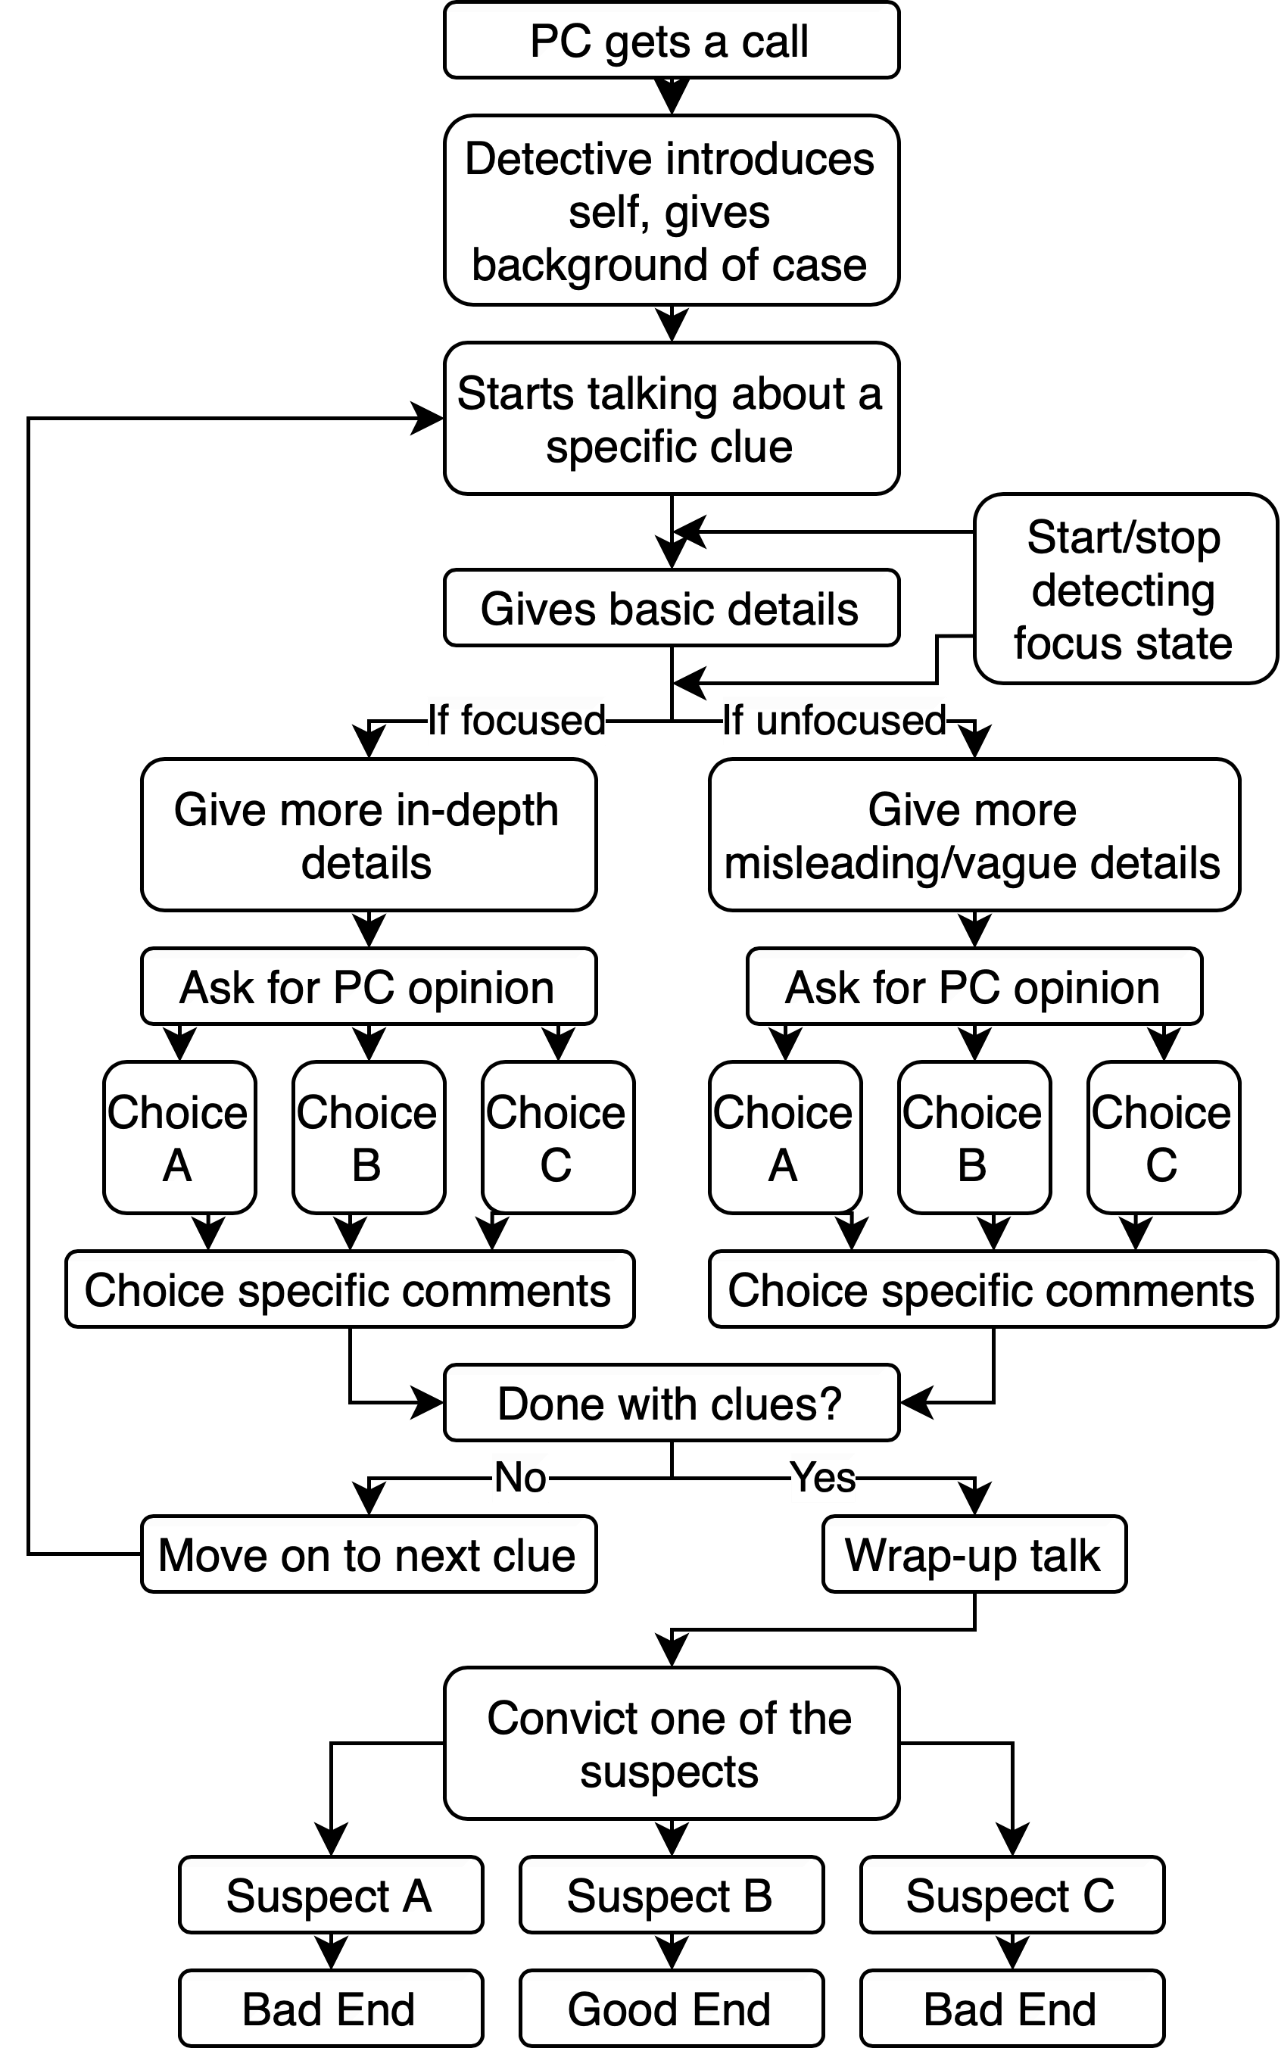 PC gets a call
Detective introduces
self, gives
background of case
Starts talking about a
specific clue
Start/stop
detecting
focus state
Gives basic details
If focused
If unfocused
Give more in-depth
details
Give more
misleading/vague details
Ask for PC opinion
Ask for PC opinion
Choice
A
Choice
B
Choice
C
Choice
A
Choice
B
Choice
C
Choice specific comments
Choice specific comments
Done with clues?
No
Yes
Move on to next clue
Wrap-up talk
Convict one of the
suspects
Suspect A
Suspect B
Suspect C
Bad End
Good End
Bad End